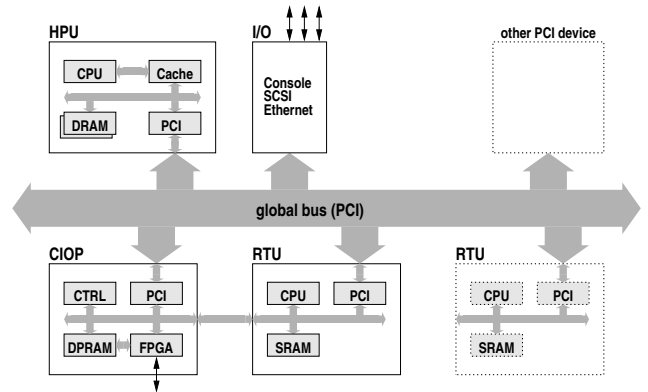 HPU
I/O
other PCI device
CPU
Cache
DRAM
PCI
Console
SCSI
Ethernet
global bus (PCI)
CIOP
RTU
RTU
CTRL
PCI
DPRAM
FPGA
CPU
PCI
SRAM
CPU
PCI
SRAM